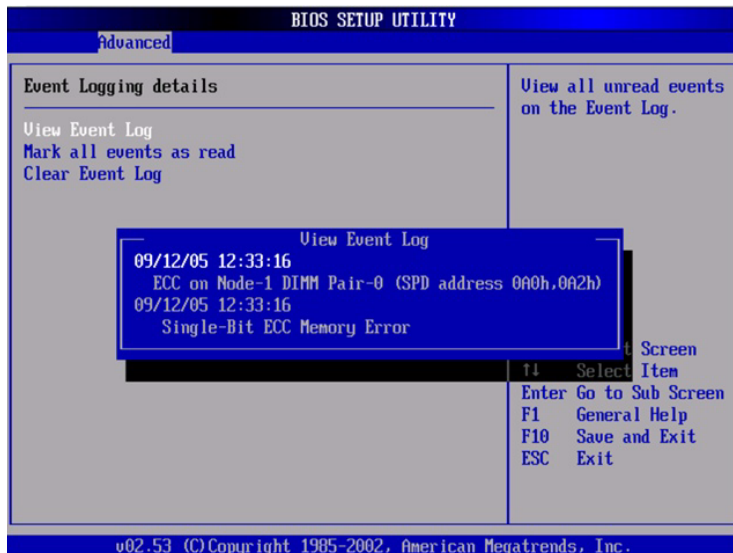 BIOS SETUP UTILITY
Advanced
Event Logging details
View Event Log
Mark all events as read
Clear Event Log
View all unread events
on the Event Log.
View Event Log
09/12/05 12:33:16
ECC on Node-1 DIMM Pair-0 (SPD address 0A0h,0A2h)
09/12/05 12:33:16
Single-Bit ECC Memory Error
t Screen
↑↓ Select Item
Enter Go to Sub Screen
F1 General Help
F10 Save and Exit
ESC Exit
v02.53 (C)Copyright 1985-2002, American Megatrends, Inc.